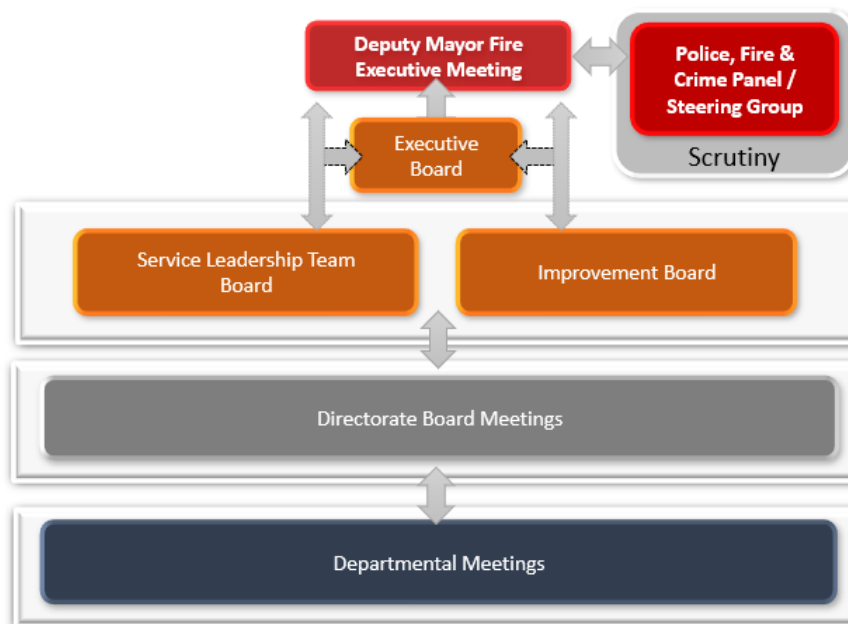 Deputy Mayor Fire
Executive Meeting
Police, Fire &
Crime Panel /
Steering Group
Scrutiny
Executive
Board
Service Leadership Team
Board
Improvement Board
Directorate Board Meetings
Departmental Meetings